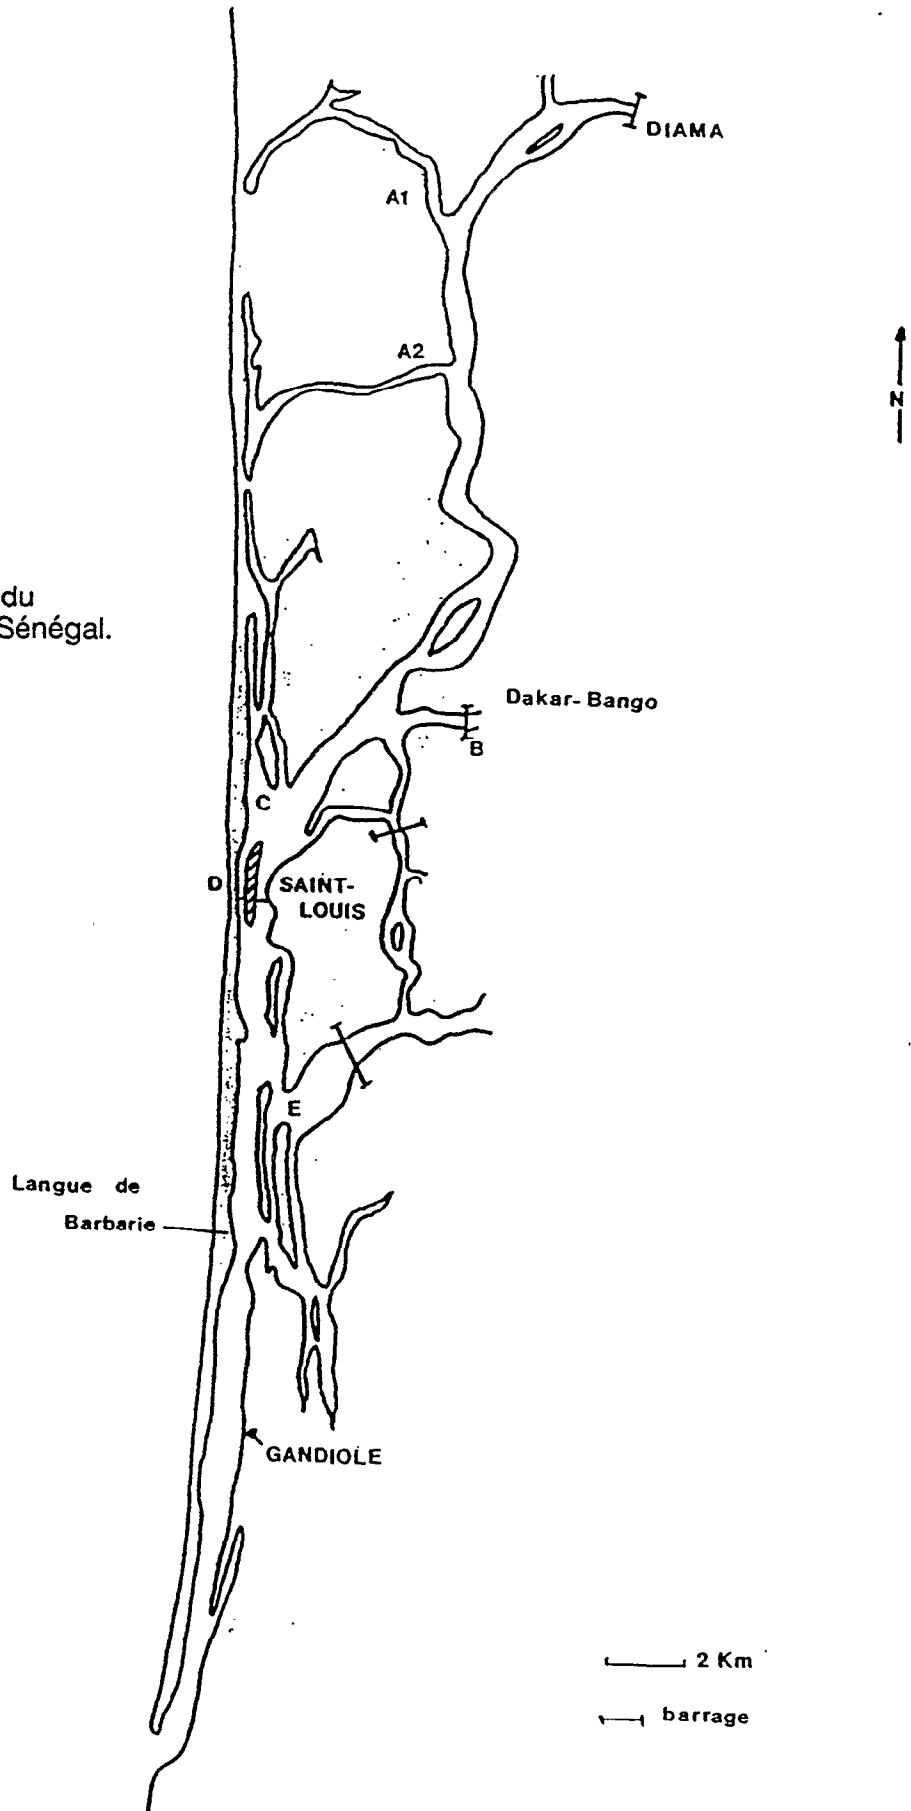 DIAMA
A1
N
A2
du
Sénégal.
Dakar-Bango
B
C
D
SAINT-
LOUIS
E
Langue de
Barbarie
GANDIOLE
2 Km
barrage